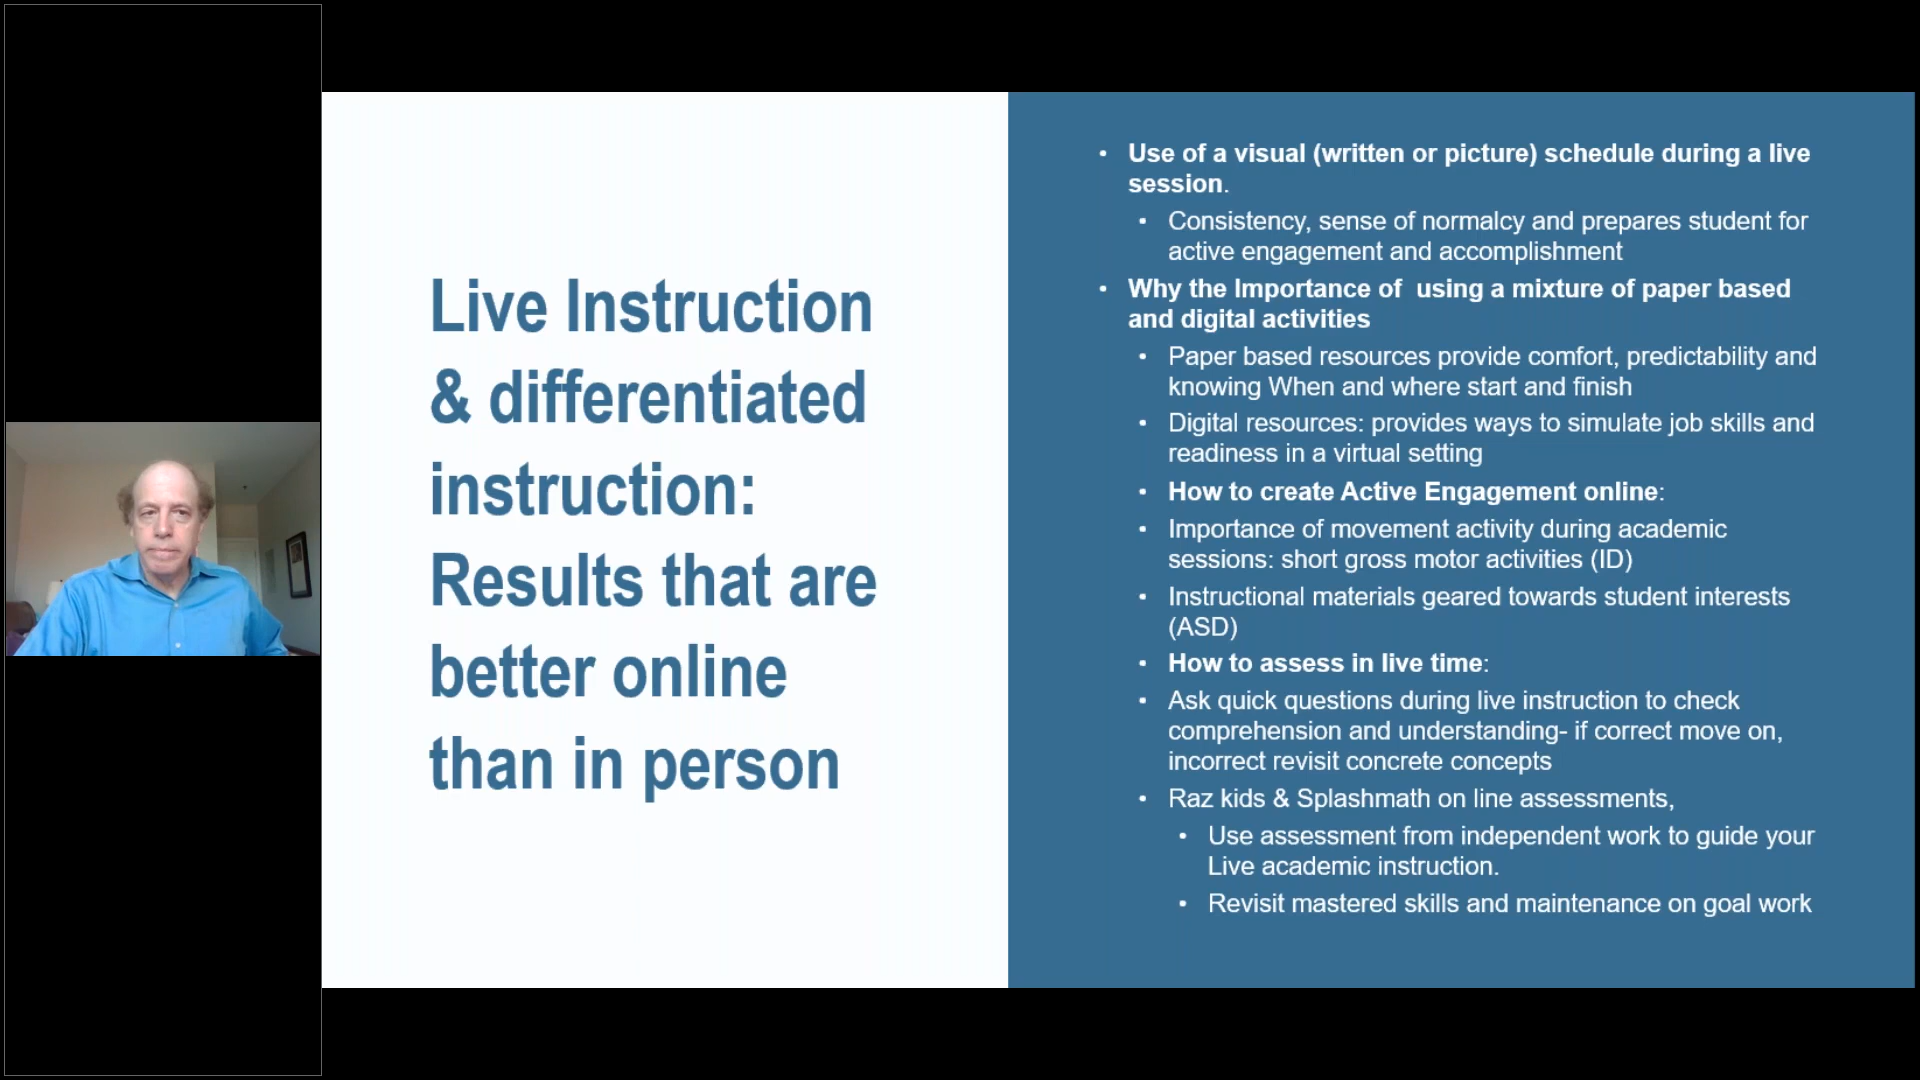 Live Instruction
& differentiated
instruction:
Results that are
better online
than in person
• Use of a visual (written or picture) schedule during a live
session.
• Consistency, sense of normalcy and prepares student for
active engagement and accomplishment
• Why the Importance of  using a mixture of paper based
and digital activities
• Paper based resources provide comfort, predictability and
knowing When and where start and finish
• Digital resources: provides ways to simulate job skills and
readiness in a virtual setting
• How to create Active Engagement online:
• Importance of movement activity during academic
sessions: short gross motor activities (ID)
• Instructional materials geared towards student interests
(ASD)
• How to assess in live time:
• Ask quick questions during live instruction to check
comprehension and understanding- if correct move on,
incorrect revisit concrete concepts
• Raz kids & Splashmath on line assessments,
• Use assessment from independent work to guide your
Live academic instruction.
• Revisit mastered skills and maintenance on goal work